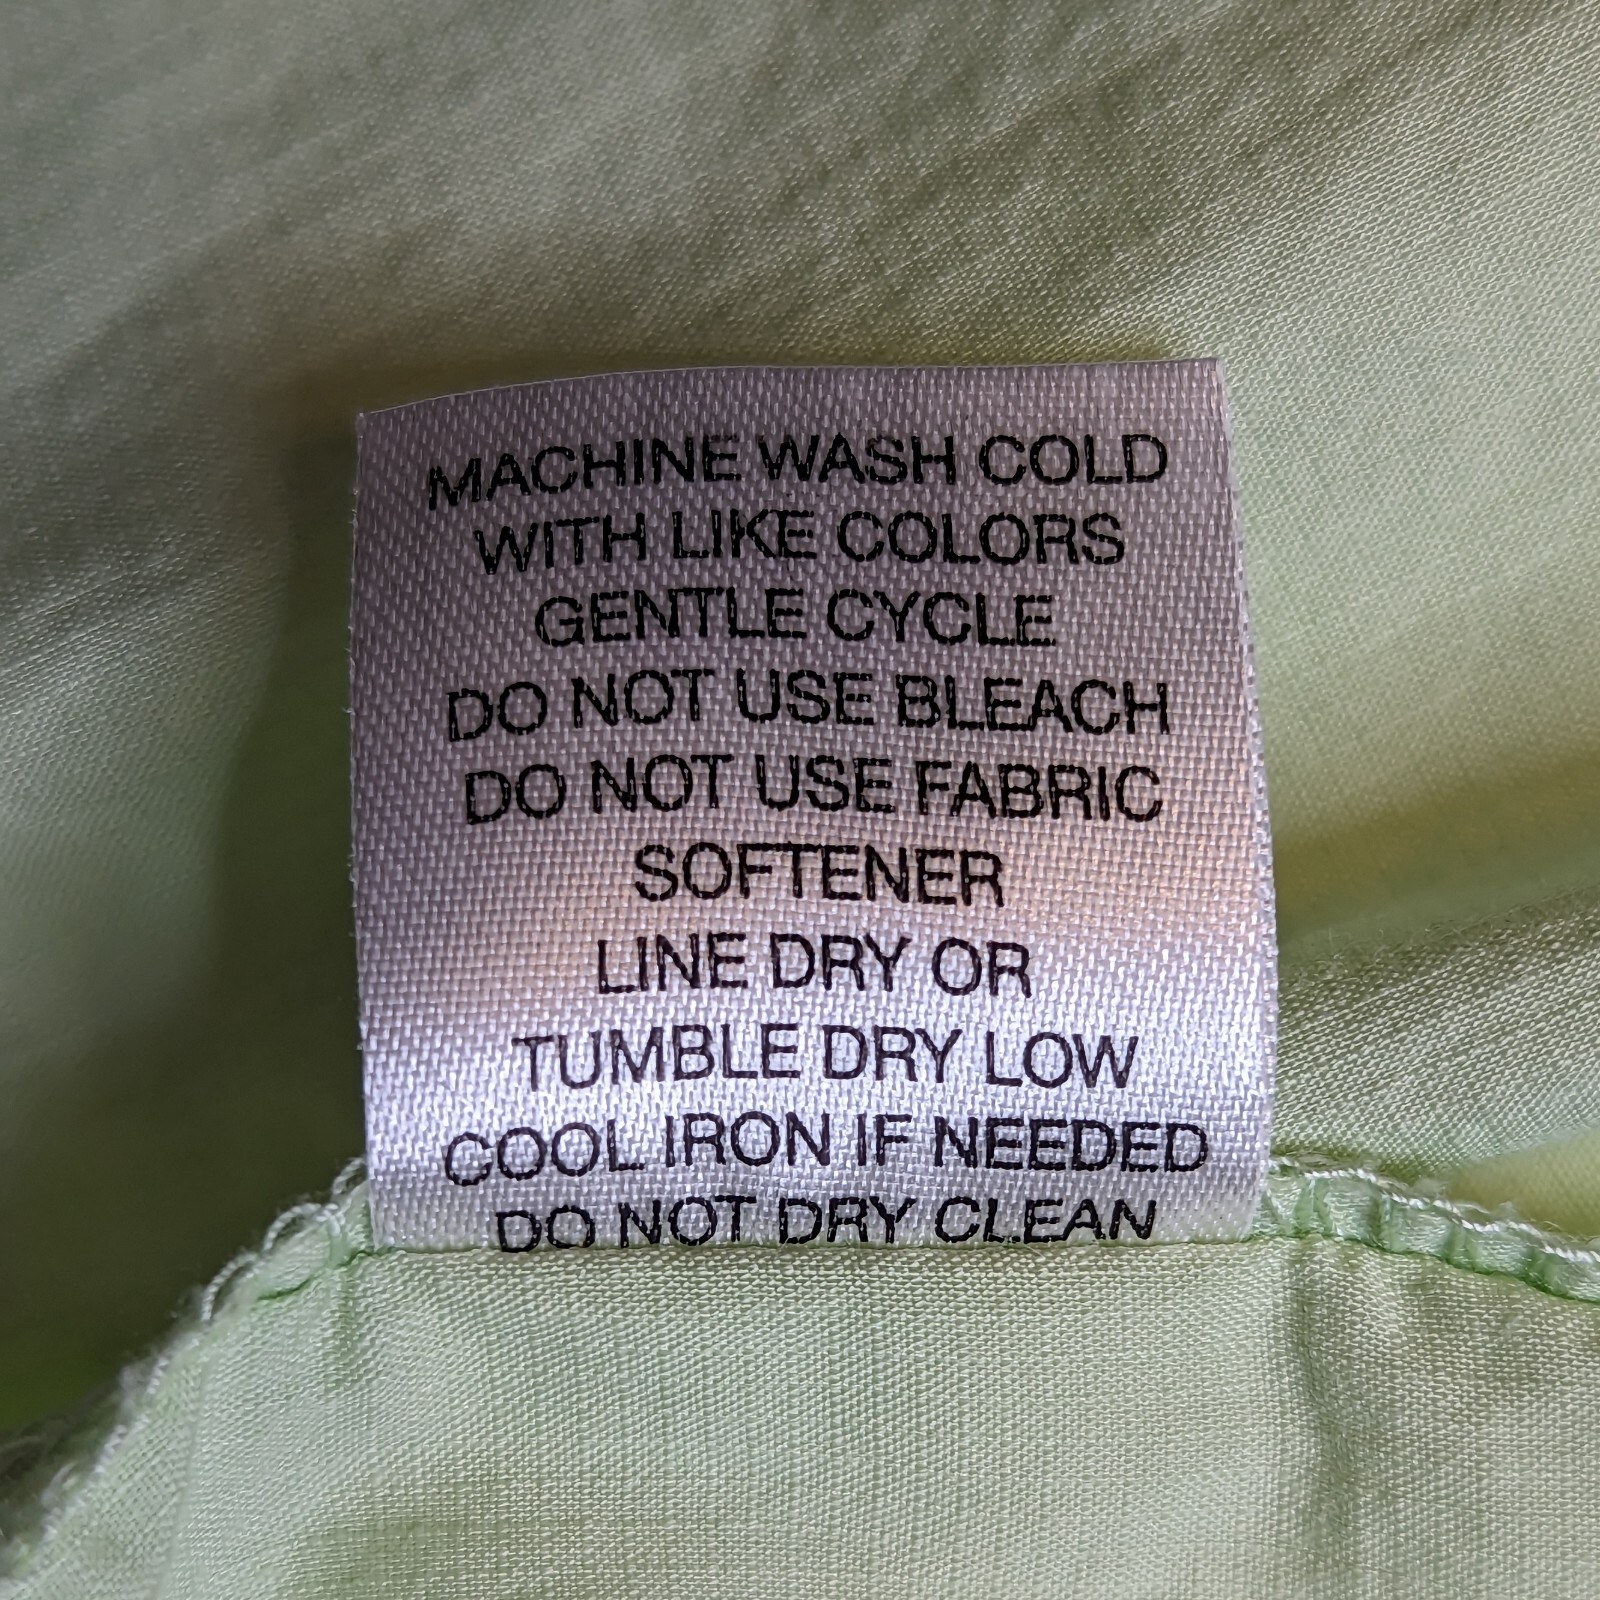 MACHINE WASH COLD
WITH LIKE COLORS
GENTLE CYCLE
DO NOT USE BLEACH
DO NOT USE FABRIC
SOFTENER
LINE DRY OR
TUMBLE DRY LOW
COOL IRON IF NEEDED
DO NOT DRY CLEAN